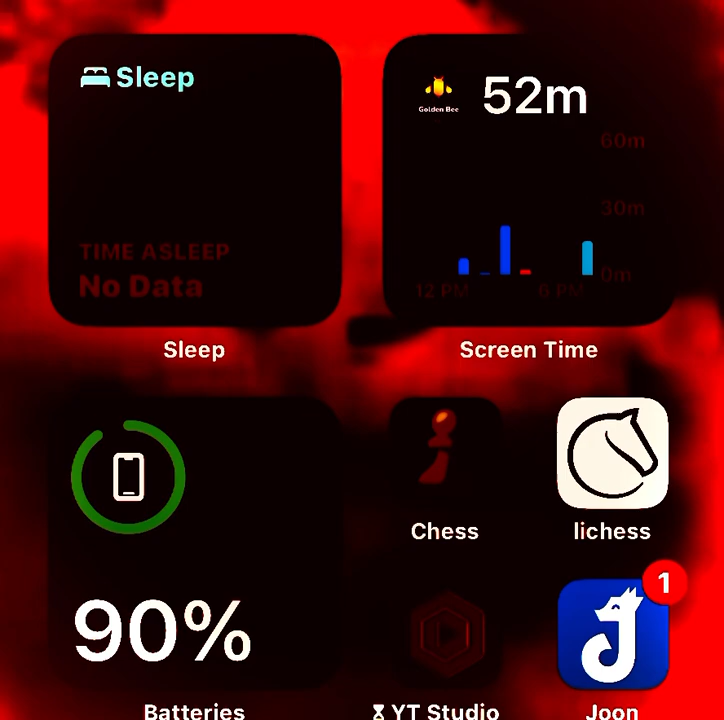 Sleep
TIME ASLEEP
No Data
Sleep
Golden Bee
52m
60m
30m
0m
12 PM
6 PM
Screen Time
90%
Batteries
Chess
lichess
1
YT Studio
Joon